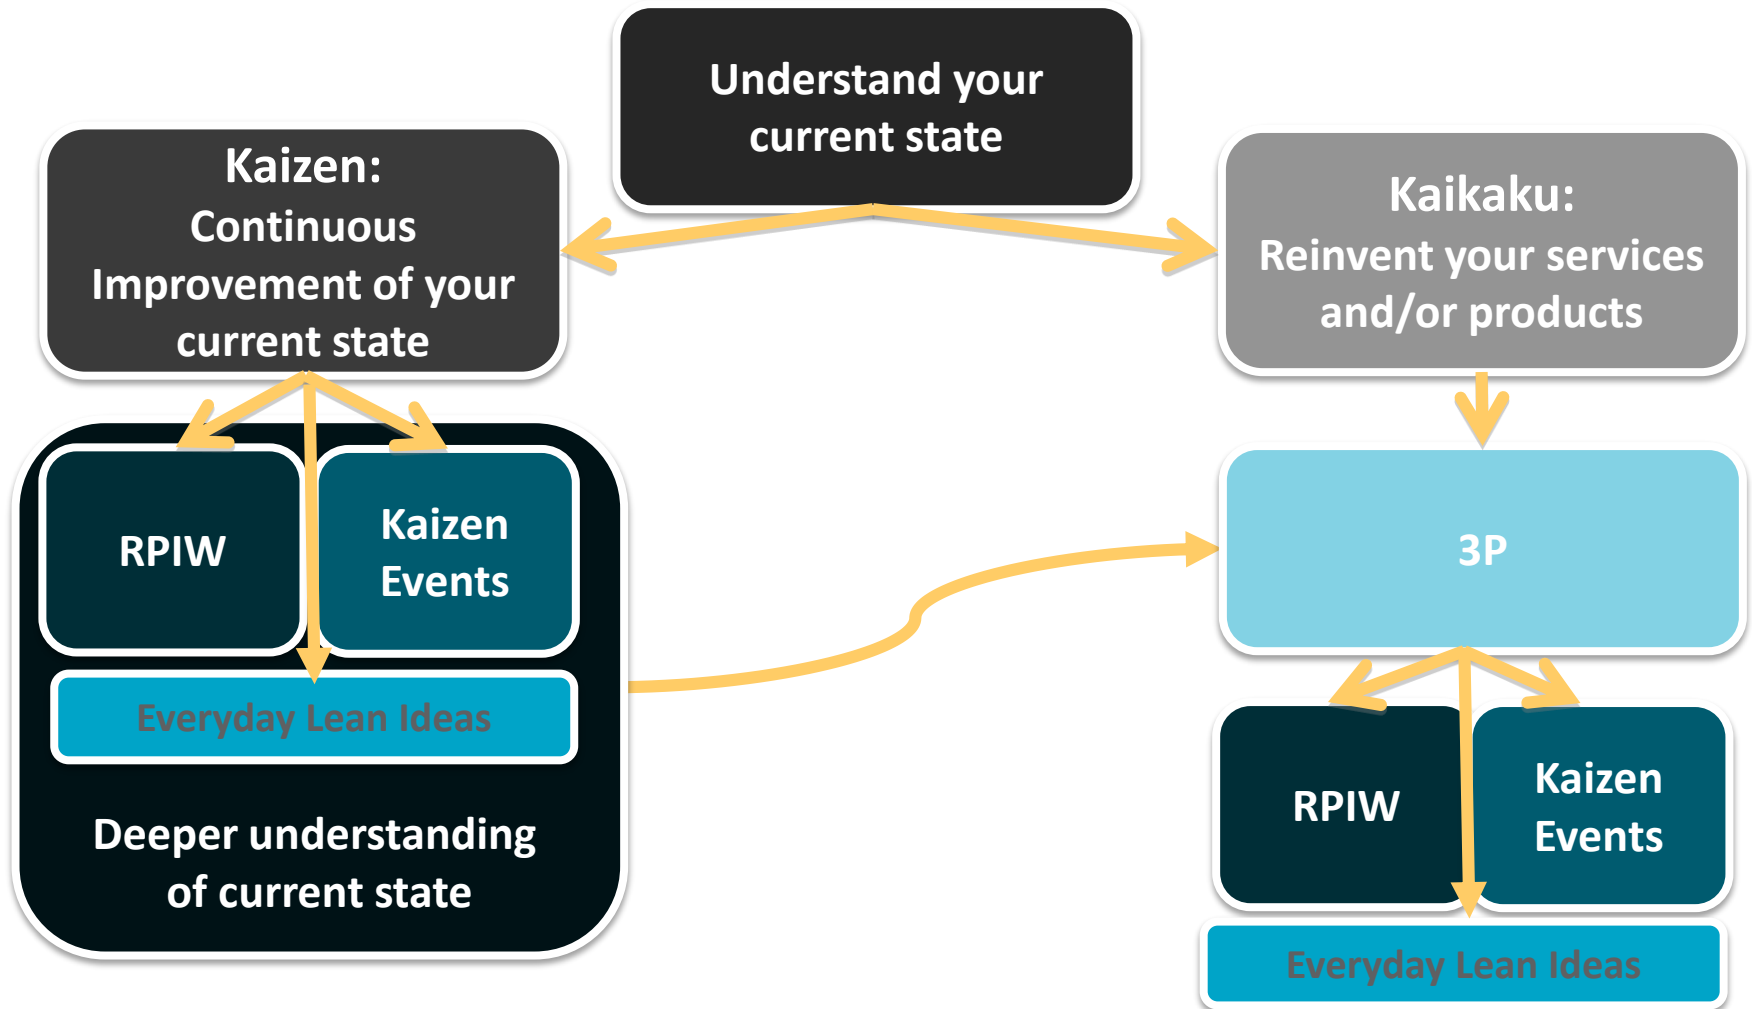 Understand your
current state
Kaizen:
Continuous
Improvement of your
current state
Kaikaku:
Reinvent your services
and/or products
RPIW
Kaizen
Events
Everyday Lean Ideas
Deeper understanding
of current state
3P
RPIW
Kaizen
Events
Everyday Lean Ideas